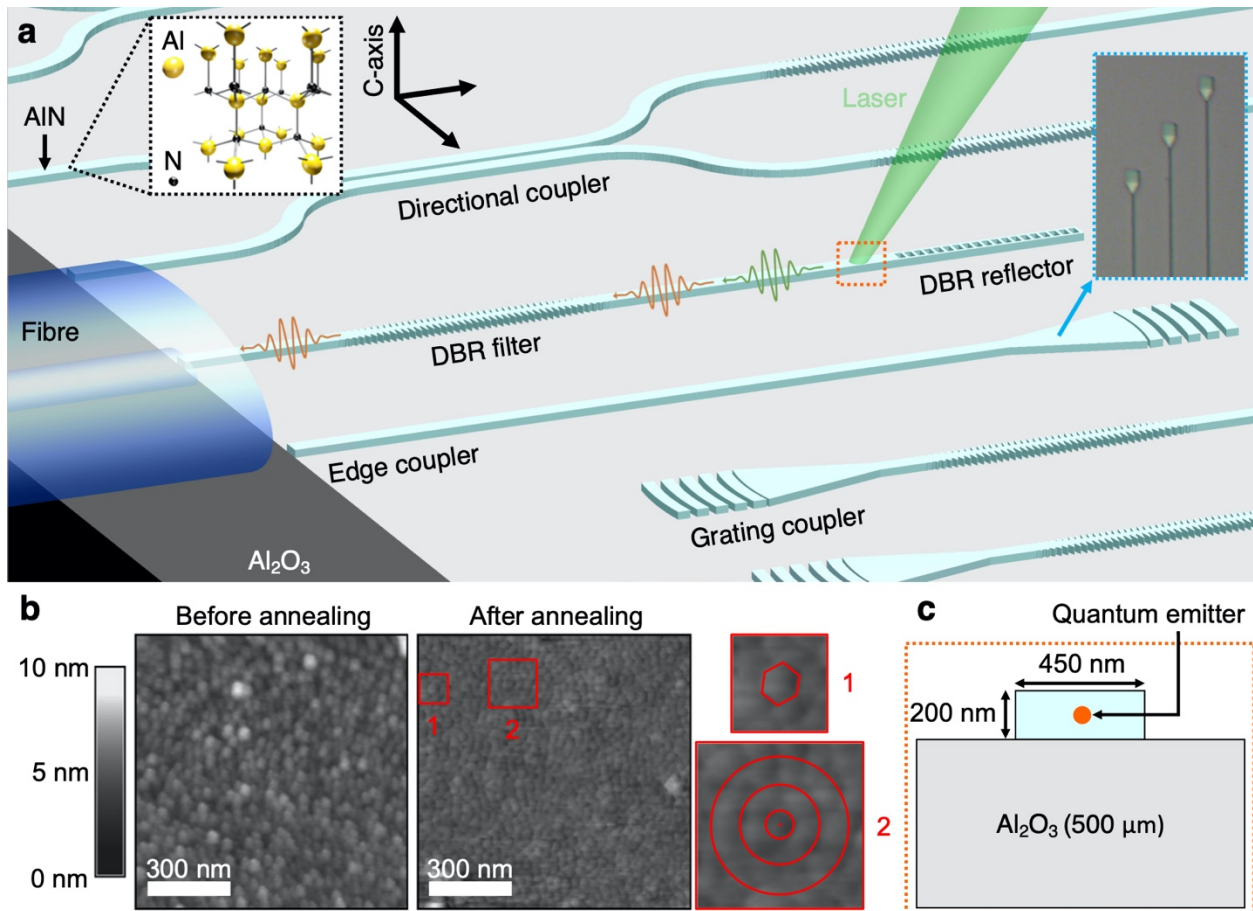 a
Al
N
AlN
C-axis
Laser
Directional coupler
DBR reflector
Fibre
DBR filter
Edge coupler
Grating coupler
Al₂O₃
b
Before annealing
After annealing
10 nm
5 nm
0 nm
300 nm
300 nm
1
2
1
2
c
Quantum emitter
450 nm
200 nm
Al₂O₃ (500 μm)